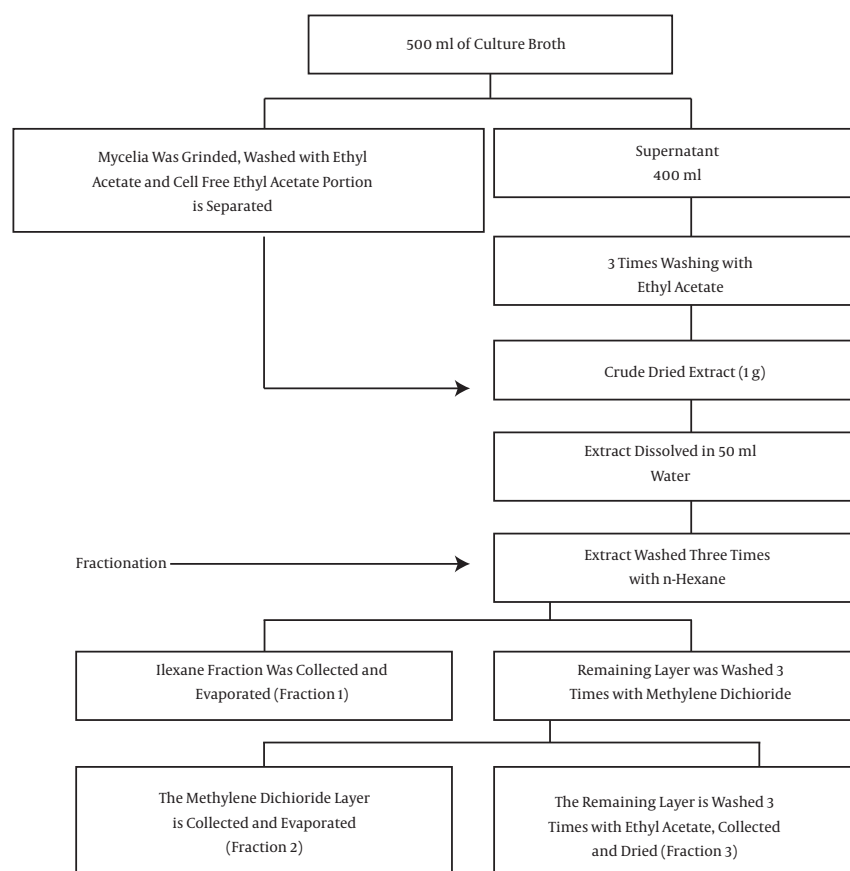 500 ml of Culture Broth
Mycelia Was Grinded, Washed with Ethyl
Acetate and Cell Free Ethyl Acetate Portion
is Separated
Supernatant
400 ml
3 Times Washing with
Ethyl Acetate
Crude Dried Extract (1 g)
Extract Dissolved in 50 ml
Water
Fractionation
Extract Washed Three Times
with n-Hexane
Ilexane Fraction Was Collected and
Evaporated (Fraction 1)
Remaining Layer was Washed 3
Times with Methylene Dichioride
The Methylene Dichioride Layer
is Collected and Evaporated
(Fraction 2)
The Remaining Layer is Washed 3
Times with Ethyl Acetate, Collected
and Dried (Fraction 3)